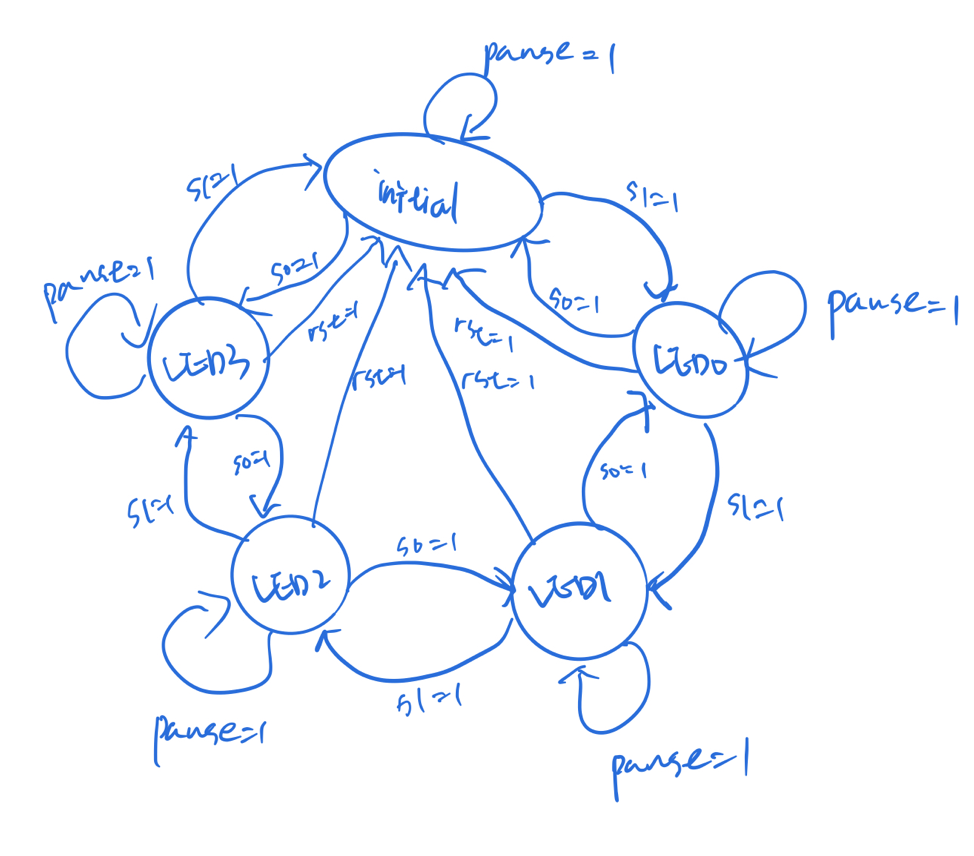 pause=1
initial
s1=1
s1=1
s0=1
pause=1
s0=1
rst=1
rst=1
pause=1
LED3
LED0
rst=1
rst=1
s0=1
s0=1
s1=1
s1=1
s0=1
LED2
LED1
s1=1
pause=1
pause=1